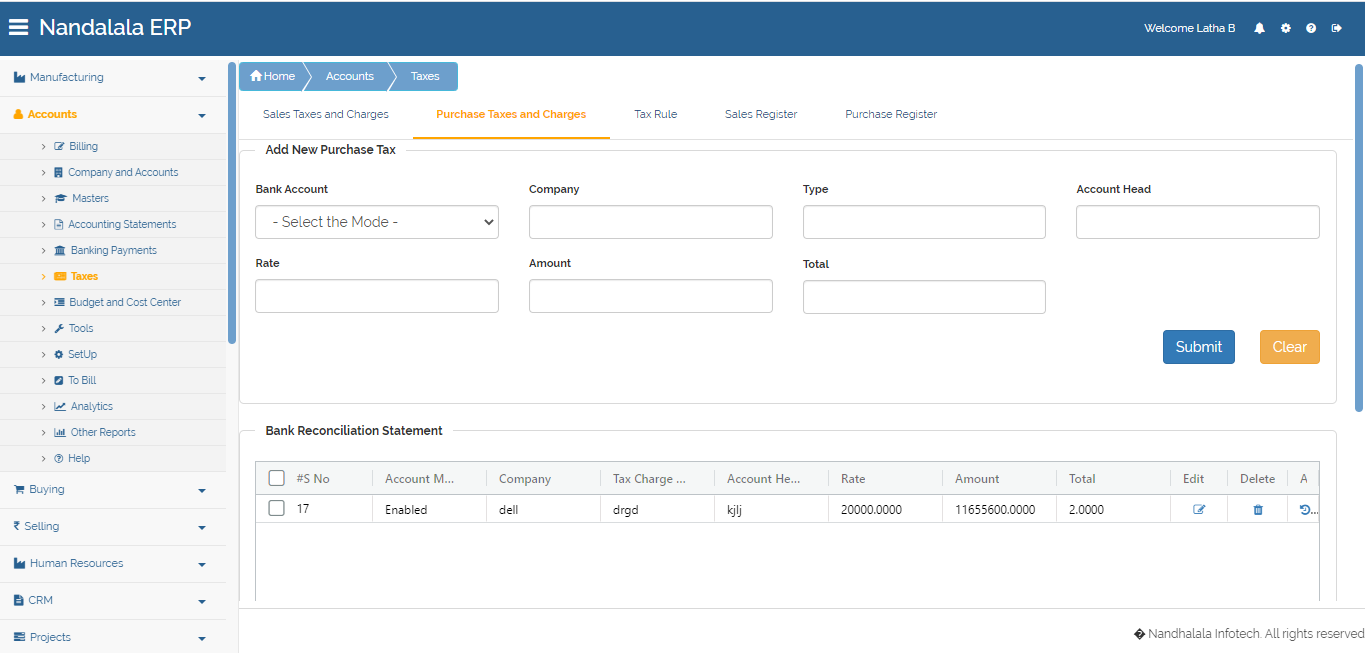 Nandalala ERP
Welcome Latha B
Manufacturing
Accounts
Billing
Company and Accounts
Masters
Accounting Statements
Banking Payments
Taxes
Budget and Cost Center
Tools
SetUp
To Bill
Analytics
Other Reports
Help
Buying
₹ Selling
Human Resources
CRM
Projects
Home Accounts Taxes
Sales Taxes and Charges Purchase Taxes and Charges Tax Rule Sales Register Purchase Register
Add New Purchase Tax
Bank Account Company Type Account Head
- Select the Mode -
Rate Amount Total
Submit Clear
Bank Reconciliation Statement
#S No Account M... Company Tax Charge ... Account He... Rate Amount Total Edit Delete A
17 Enabled dell drgd kjlj 20000.0000 11655600.0000 2.0000 ...
� Nandhalala Infotech. All rights reserved